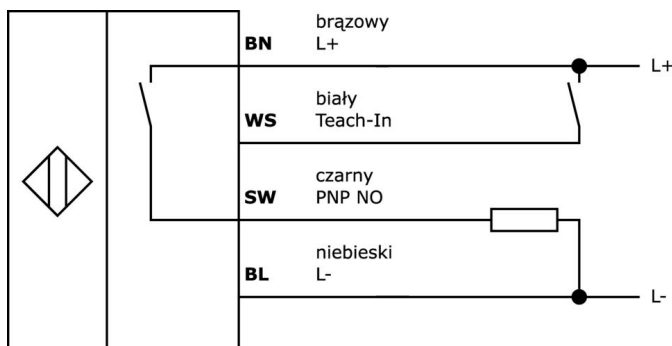 brązowy
BN L+
L+
biały
WS Teach-In
czarny
SW PNP NO
niebieski
BL L-
L-